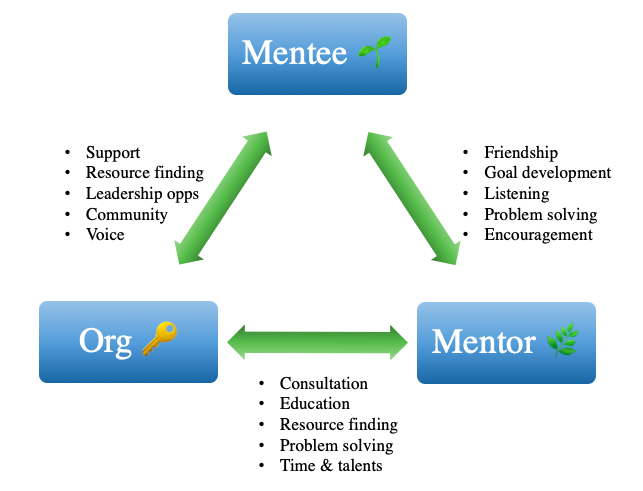 Mentee 🌱
• Support
• Resource finding
• Leadership opps
• Community
• Voice
• Friendship
• Goal development
• Listening
• Problem solving
• Encouragement
Org 🔑
Mentor 🌿
• Consultation
• Education
• Resource finding
• Problem solving
• Time & talents